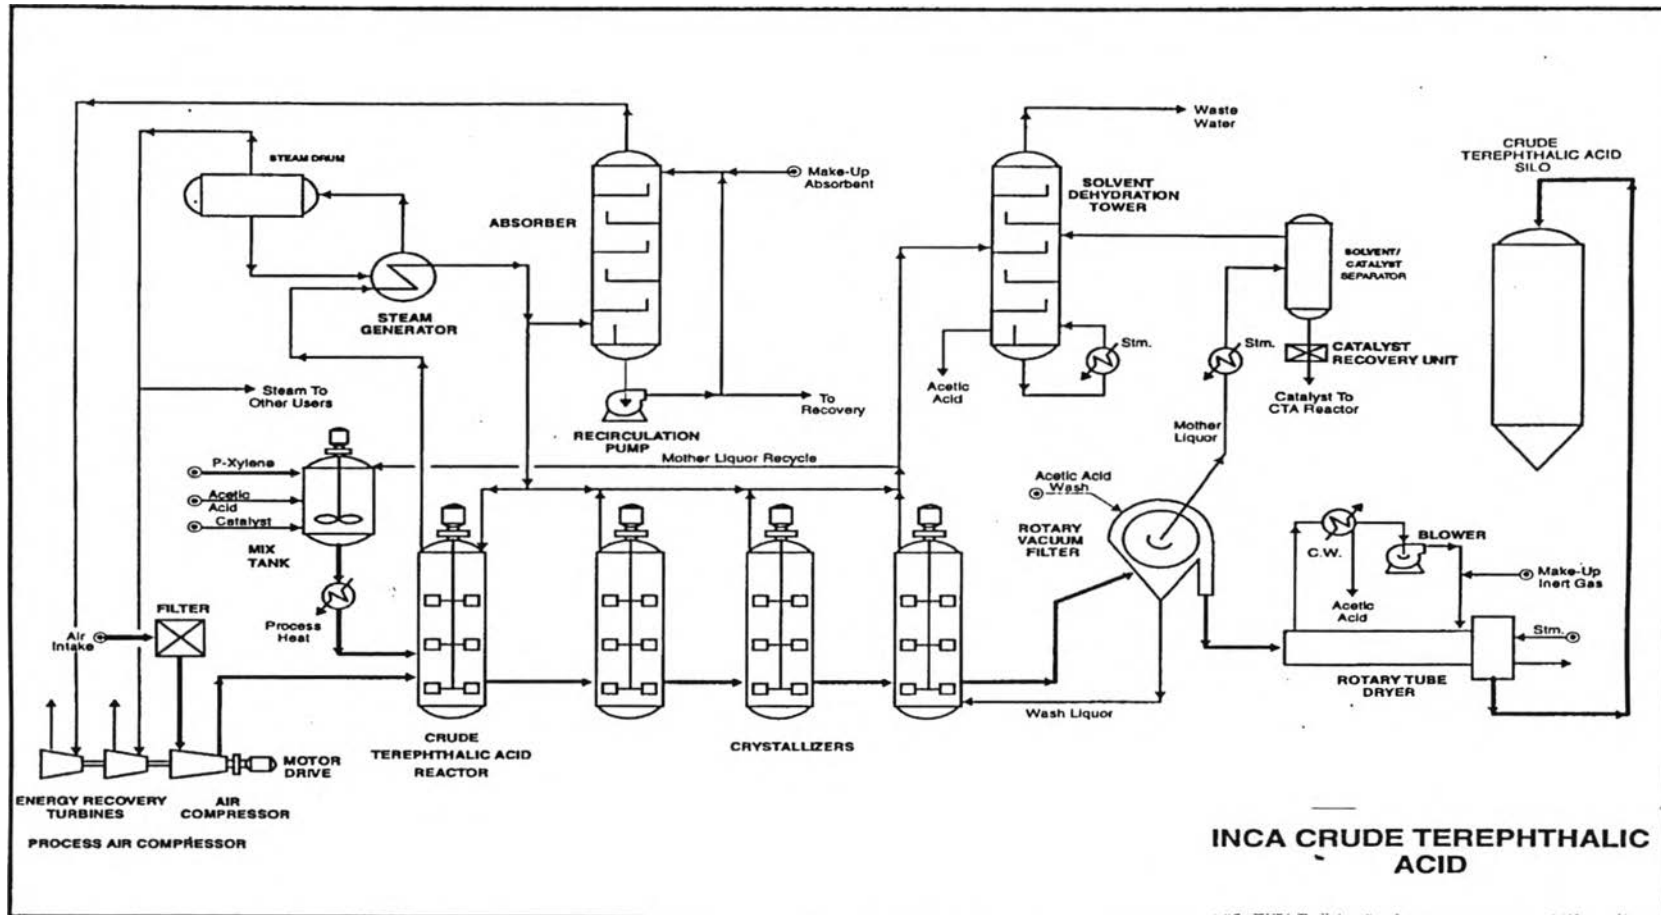 Waste
Water
STEAM DRUM
Make-Up
Absorbent
CRUDE
TEREPHTHALIC ACID
SILO
SOLVENT
DEHYDRATION
TOWER
ABSORBER
SOLVENT/
CATALYST
SEPARATOR
STEAM
GENERATOR
Stm.
Stm.
CATALYST
RECOVERY UNIT
Steam To
Other Users
To
Recovery
Acetic
Acid
Catalyst To
CTA Reactor
RECIRCULATION
PUMP
Mother
Liquor
Mother Liquor Recycle
P-Xylene
Acetic
Acid
Catalyst
MIX
TANK
Acetic Acid
Wash
ROTARY
VACUUM
FILTER
C.W.
BLOWER
Make-Up
Inert Gas
Acetic
Acid
FILTER
Air
Intake
Process
Heat
Stm.
ROTARY TUBE
DRYER
Wash Liquor
CRUDE
TEREPHTHALIC ACID
REACTOR
CRYSTALLIZERS
MOTOR
DRIVE
ENERGY RECOVERY
TURBINES
AIR
COMPRESSOR
PROCESS AIR COMPRESSOR
INCA CRUDE TEREPHTHALIC
ACID